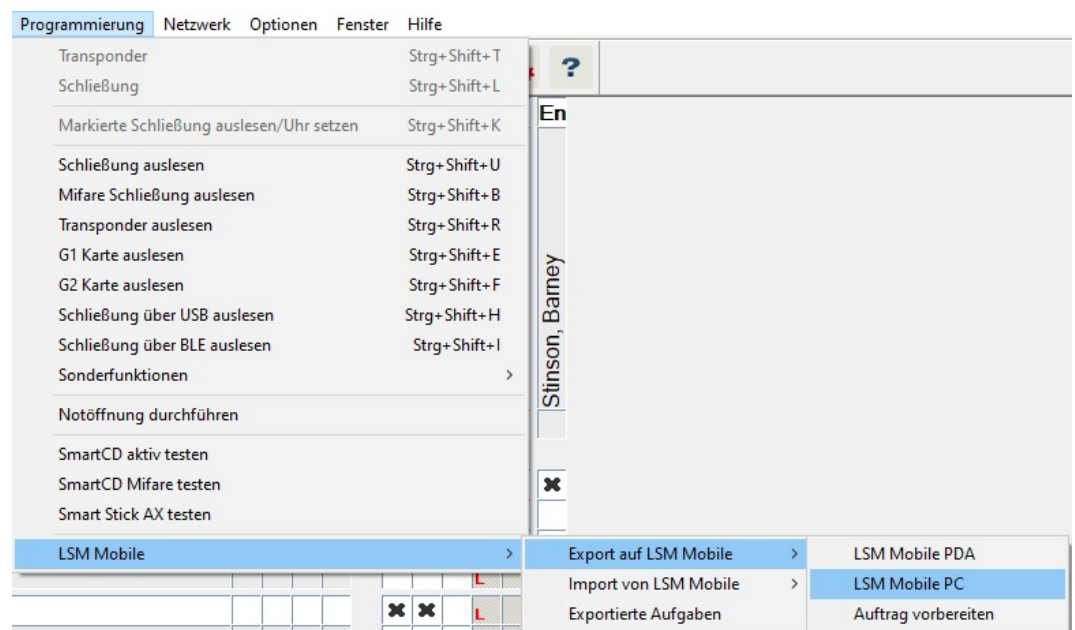 Programmierung Netzwerk Optionen Fenster Hilfe
Transponder Strg+Shift+T
Schließung Strg+Shift+L
?
En
Markierte Schließung auslesen/Uhr setzen Strg+Shift+K
Schließung auslesen Strg+Shift+U
Mifare Schließung auslesen Strg+Shift+B
Transponder auslesen Strg+Shift+R
G1 Karte auslesen Strg+Shift+E
G2 Karte auslesen Strg+Shift+F
Schließung über USB auslesen Strg+Shift+H
Schließung über BLE auslesen Strg+Shift+I
Sonderfunktionen >
Stinson, Barney
Notöffnung durchführen
SmartCD aktiv testen
SmartCD Mifare testen
Smart Stick AX testen
LSM Mobile > Export auf LSM Mobile > LSM Mobile PDA
Import von LSM Mobile > LSM Mobile PC
Exportierte Aufgaben Auftrag vorbereiten
L
L